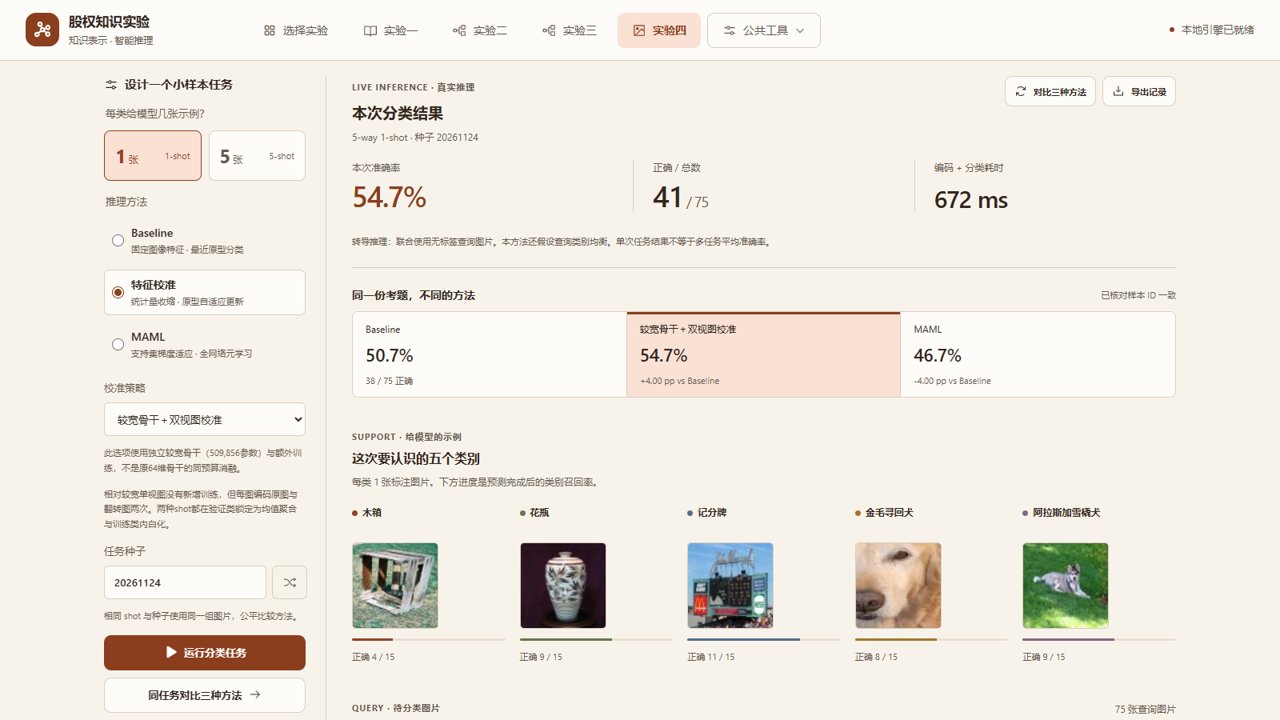 股权知识实验
知识表示 · 智能推理
选择实验
实验一
实验二
实验三
实验四
公共工具
本地引擎已就绪
设计一个小样本任务
每类给模型几张示例?
1 张 1-shot
5 张 5-shot
推理方法
Baseline
固定图像特征 · 最近原型分类
特征校准
统计量收缩 · 原型自适应更新
MAML
支持集梯度适应 · 全网络元学习
校准策略
较宽骨干 + 双视图校准
此选项使用独立较宽骨干（509,856参数）与额外训
练，不是原64维骨干的同预算消融。
相对较宽单视图没有新增训练，但每图编码原图与
翻转图两次。两种shot都在验证类锁定为均值聚合
与训练类内白化。
任务种子
20261124
相同 shot 与种子使用同一组图片，公平比较方法。
运行分类任务
同任务对比三种方法
LIVE INFERENCE · 真实推理
本次分类结果
5-way 1-shot · 种子 20261124
对比三种方法
导出记录
本次准确率
54.7%
正确 / 总数
41 / 75
编码 + 分类耗时
672 ms
转导推理：联合使用无标签查询图片。本方法还假设查询类别均衡。单次任务结果不等于多任务平均准确率。
同一份考题，不同的方法
已核对样本 ID 一致
Baseline
50.7%
38 / 75 正确
较宽骨干 + 双视图校准
54.7%
+4.00 pp vs Baseline
MAML
46.7%
-4.00 pp vs Baseline
SUPPORT · 给模型的示例
这次要认识的五个类别
每类 1 张标注图片。下方进度是预测完成后的类别召回率。
木箱
花瓶
记分牌
金毛寻回犬
阿拉斯加雪橇犬
正确 4 / 15
正确 9 / 15
正确 11 / 15
正确 8 / 15
正确 9 / 15
QUERY · 待分类图片
75 张查询图片